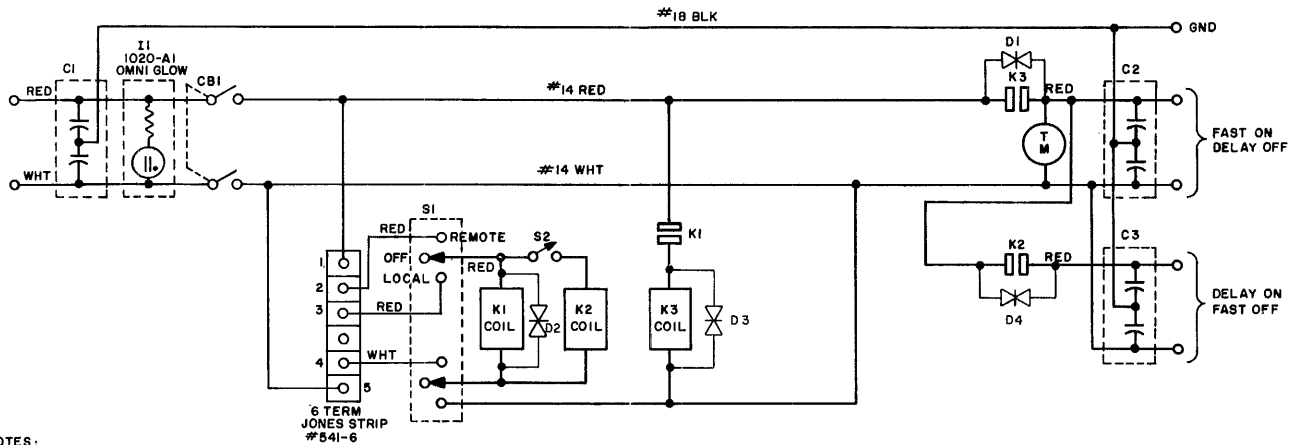 #18 BLK
GND
I1
1020-A1
OMNI GLOW
C1
CB1
D1
K3
C2
RED
#14 RED
RED
T
M
FAST ON
DELAY OFF
WHT
#14 WHT
S1
K1
K2
RED
C3
RED
REMOTE
S2
OFF
RED
LOCAL
1.
2
3
RED
4
WHT
5
K1
COIL
D2
K2
COIL
K3
COIL
D3
D4
DELAY ON
FAST OFF
6 TERM
JONES STRIP
#541-6
NOTES: